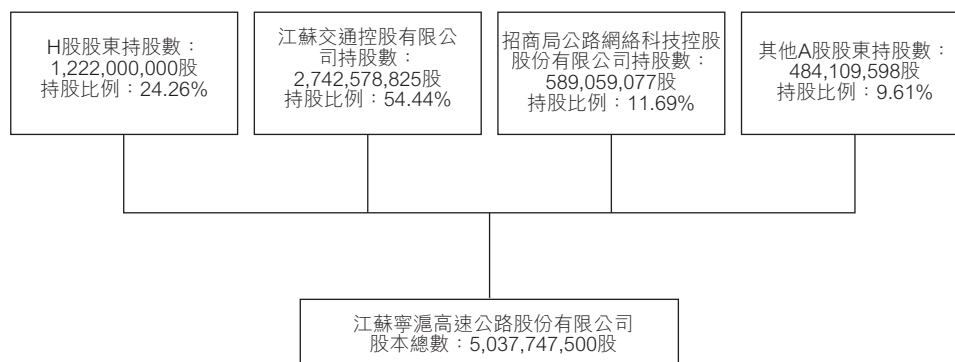 H股股東持股數：
1,222,000,000股
持股比例：24.26%
江蘇交通控股有限公
司持股數：
2,742,578,825股
持股比例：54.44%
招商局公路網絡科技控股
股份有限公司持股數：
589,059,077股
持股比例：11.69%
其他A股股東持股數：
484,109,598股
持股比例：9.61%
江蘇寧滬高速公路股份有限公司
股本總數：5,037,747,500股